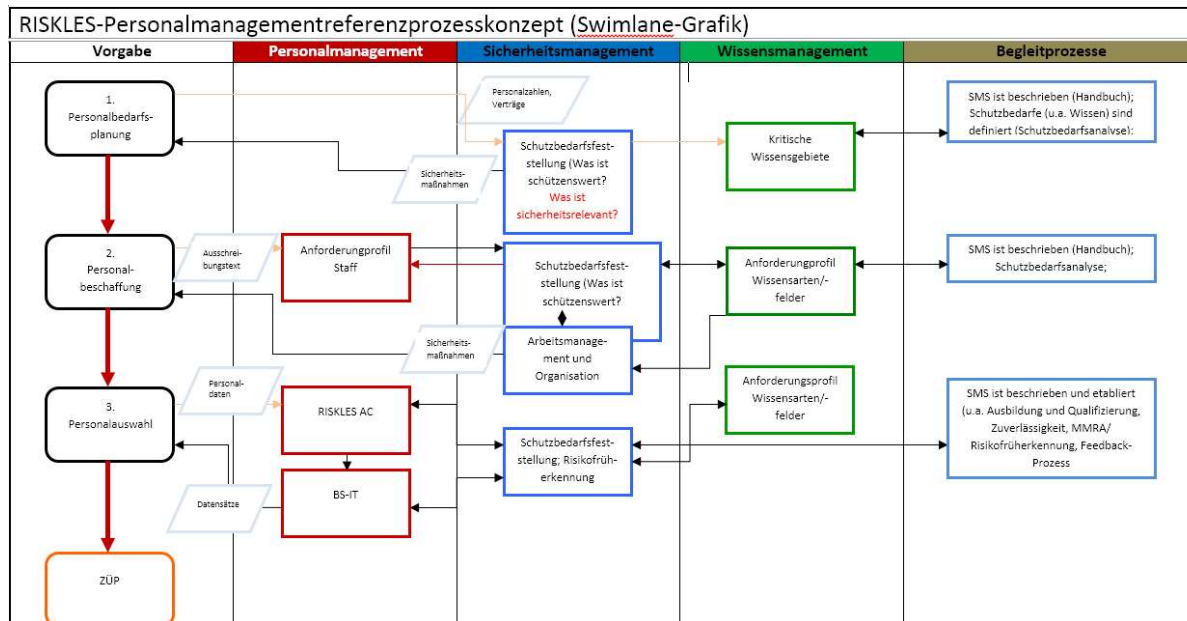 RISKLES-Personalmanagementreferenzprozesskonzept (Swimlane-Grafik)
Vorgabe
Personalmanagement
Sicherheitsmanagement
Wissensmanagement
Begleitprozesse
1.
Personalbedarfs-
planung
Personalzahlen,
Verträge
Sicherheits-
maßnahmen
Schutzbedarfsfest-
stellung (Was ist
schützenswert?
Was ist
sicherheitsrelevant?
Kritische
Wissensgebiete
SMS ist beschrieben (Handbuch);
Schutzbedarfe (u.a. Wissen) sind
definiert (Schutzbedarfsanalyse):
2.
Personal-
beschaffung
Ausschrei-
bungstext
Anforderungprofil
Staff
Schutzbedarfsfest-
stellung (Was ist
schützenswert?
Anforderungprofil
Wissensarten/-
felder
SMS ist beschrieben (Handbuch);
Schutzbedarfsanalyse;
Sicherheits-
maßnahmen
Arbeitsmanage-
ment und
Organisation
3.
Personalauswahl
Personal-
daten
RISKLES AC
Schutzbedarfsfest-
stellung; Risikofrüh-
erkennung
Anforderungsprofil
Wissensarten/-
felder
SMS ist beschrieben und etabliert
(u.a. Ausbildung und Qualifizierung,
Zuverlässigkeit, MMRA/
Risikofrüherkennung, Feedback-
Prozess
Datensätze
BS-IT
ZÜP